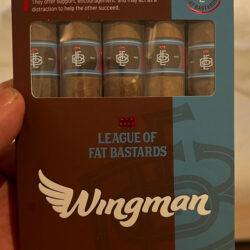 They offer support, encouragement, and may act as a
distraction to help the other succeed.
LEAGUE OF
FAT BASTARDS
Wingman